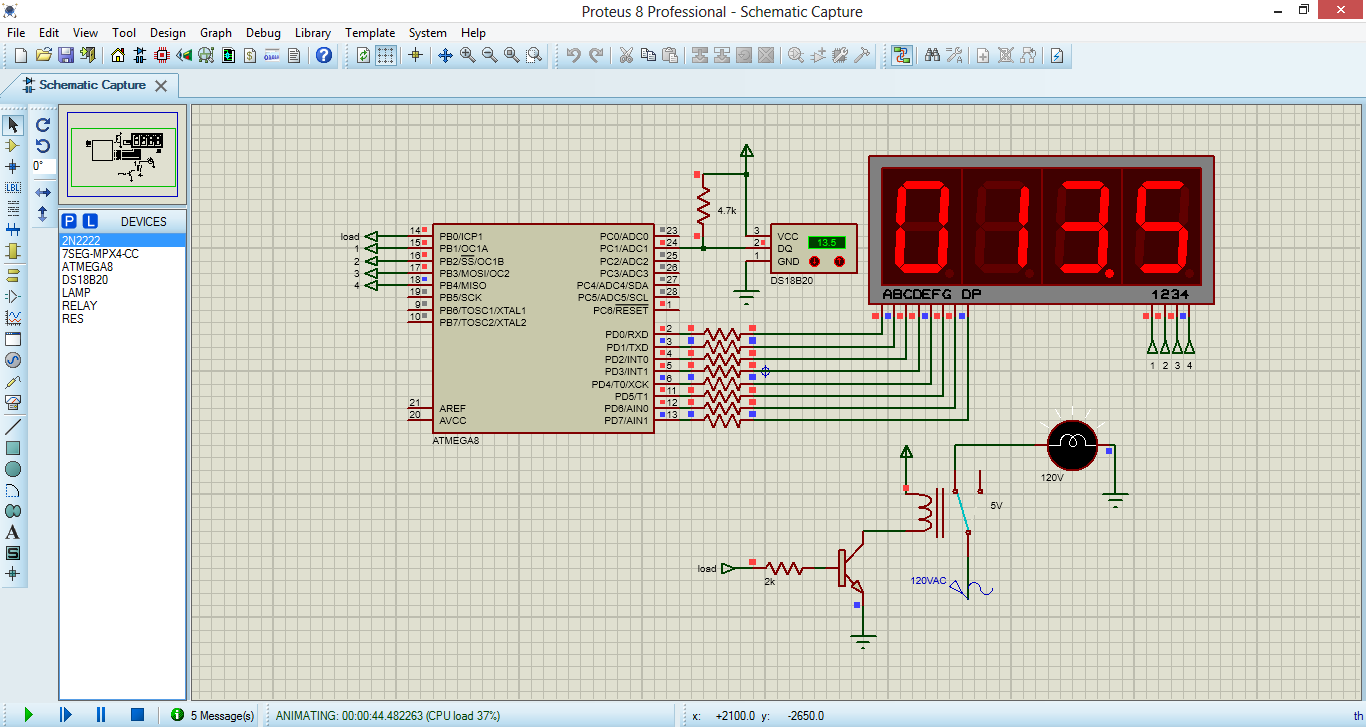 Proteus 8 Professional - Schematic Capture
File Edit View Tool Design Graph Debug Library Template System Help
Schematic Capture
0°
LBL
P L DEVICES
2N2222
7SEG-MPX4-CC
ATMEGA8
DS18B20
LAMP
RELAY
RES
A
S
load
1
2
3
4
14
15
16
17
18
19
9
10
21
20
PB0/ICP1
PB1/OC1A
PB2/SS/OC1B
PB3/MOSI/OC2
PB4/MISO
PB5/SCK
PB6/TOSC1/XTAL1
PB7/TOSC2/XTAL2
AREF
AVCC
PC0/ADC0
PC1/ADC1
PC2/ADC2
PC3/ADC3
PC4/ADC4/SDA
PC5/ADC5/SCL
PC6/RESET
PD0/RXD
PD1/TXD
PD2/INT0
PD3/INT1
PD4/T0/XCK
PD5/T1
PD6/AIN0
PD7/AIN1
23
24
25
26
27
28
1
2
3
4
5
6
11
12
13
ATMEGA8
4.7k
3
2
1
VCC
DQ
GND
13.5
DS18B20
013.5
ABCDEFG DP
1234
1 2 3 4
120V
5V
load
2k
120VAC
5 Message(s)
ANIMATING: 00:00:44.482263 (CPU load 37%)
x: +2100.0 y: -2650.0
th